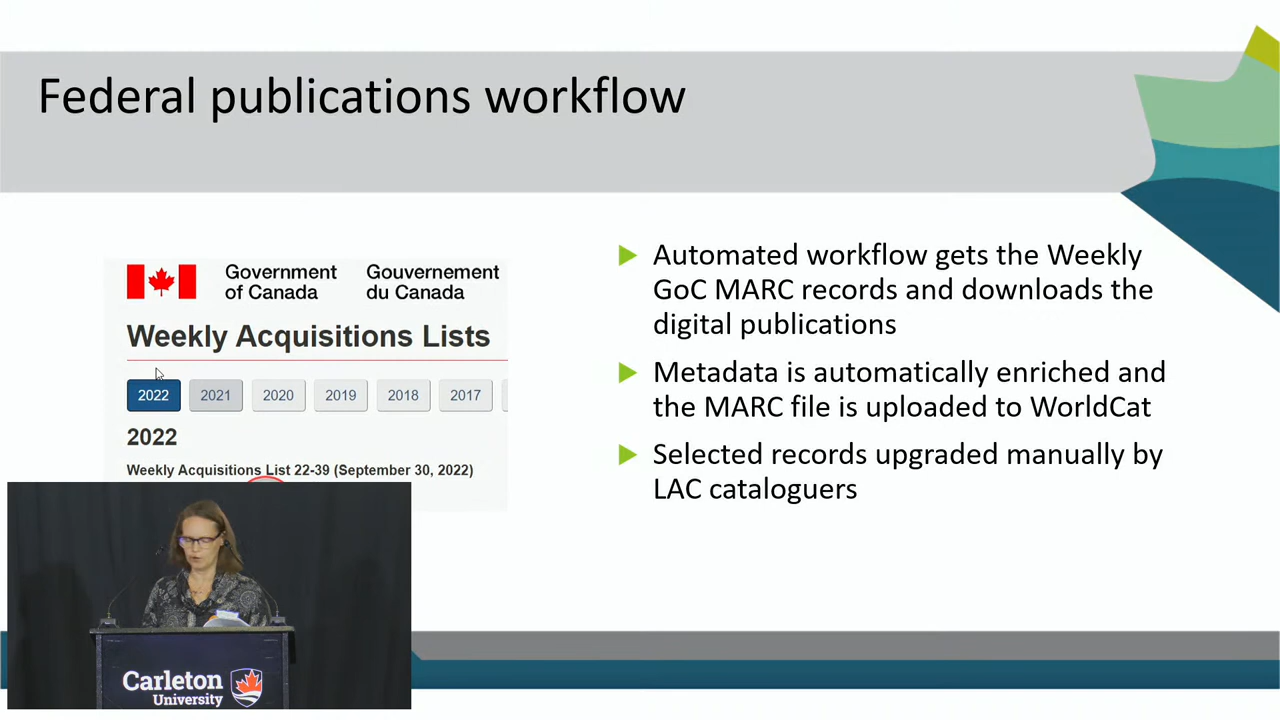 Federal publications workflow
Government of Canada
Gouvernement du Canada
Weekly Acquisitions Lists
2022 2021 2020 2019 2018 2017
2022
Weekly Acquisitions List 22-39 (September 30, 2022)
Automated workflow gets the Weekly
GoC MARC records and downloads the
digital publications
Metadata is automatically enriched and
the MARC file is uploaded to WorldCat
Selected records upgraded manually by
LAC cataloguers
Carleton
University